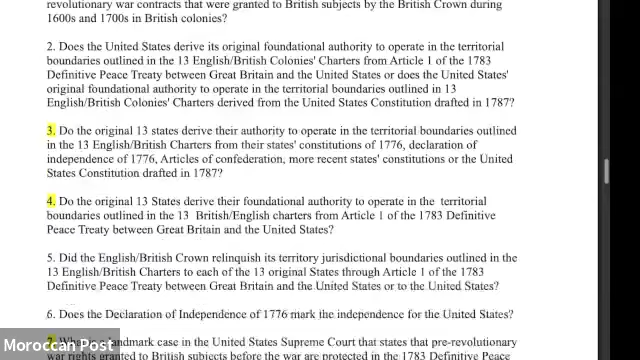 revolutionary war contracts that were granted to British subjects by the British Crown during
1600s and 1700s in British colonies?
2. Does the United States derive its original foundational authority to operate in the territorial
boundaries outlined in the 13 English/British Colonies' Charters from Article 1 of the 1783
Definitive Peace Treaty between Great Britain and the United States or does the United States'
original foundational authority to operate in the territorial boundaries outlined in 13
English/British Colonies' Charters derived from the United States Constitution drafted in 1787?
3. Do the original 13 states derive their authority to operate in the territorial boundaries outlined
in the 13 English/British Charters from their states' constitutions of 1776, declaration of
independence of 1776, Articles of confederation, more recent states' constitutions or the United
States Constitution drafted in 1787?
4. Do the original 13 States derive their foundational authority to operate in the territorial
boundaries outlined in the 13 British/English charters from Article 1 of the 1783 Definitive
Peace Treaty between Great Britain and the United States?
5. Did the English/British Crown relinquish its territory jurisdictional boundaries outlined in the
13 English/British Charters to each of the 13 original States through Article 1 of the 1783
Definitive Peace Treaty between Great Britain and the United States or to the United States?
6. Does the Declaration of Independence of 1776 mark the independence for the United States?
Moroccan Post
7. landmark case in the United States Supreme Court that states that pre-revolutionary
war rights granted to British subjects before the war are protected in the 1783 Definitive Peace